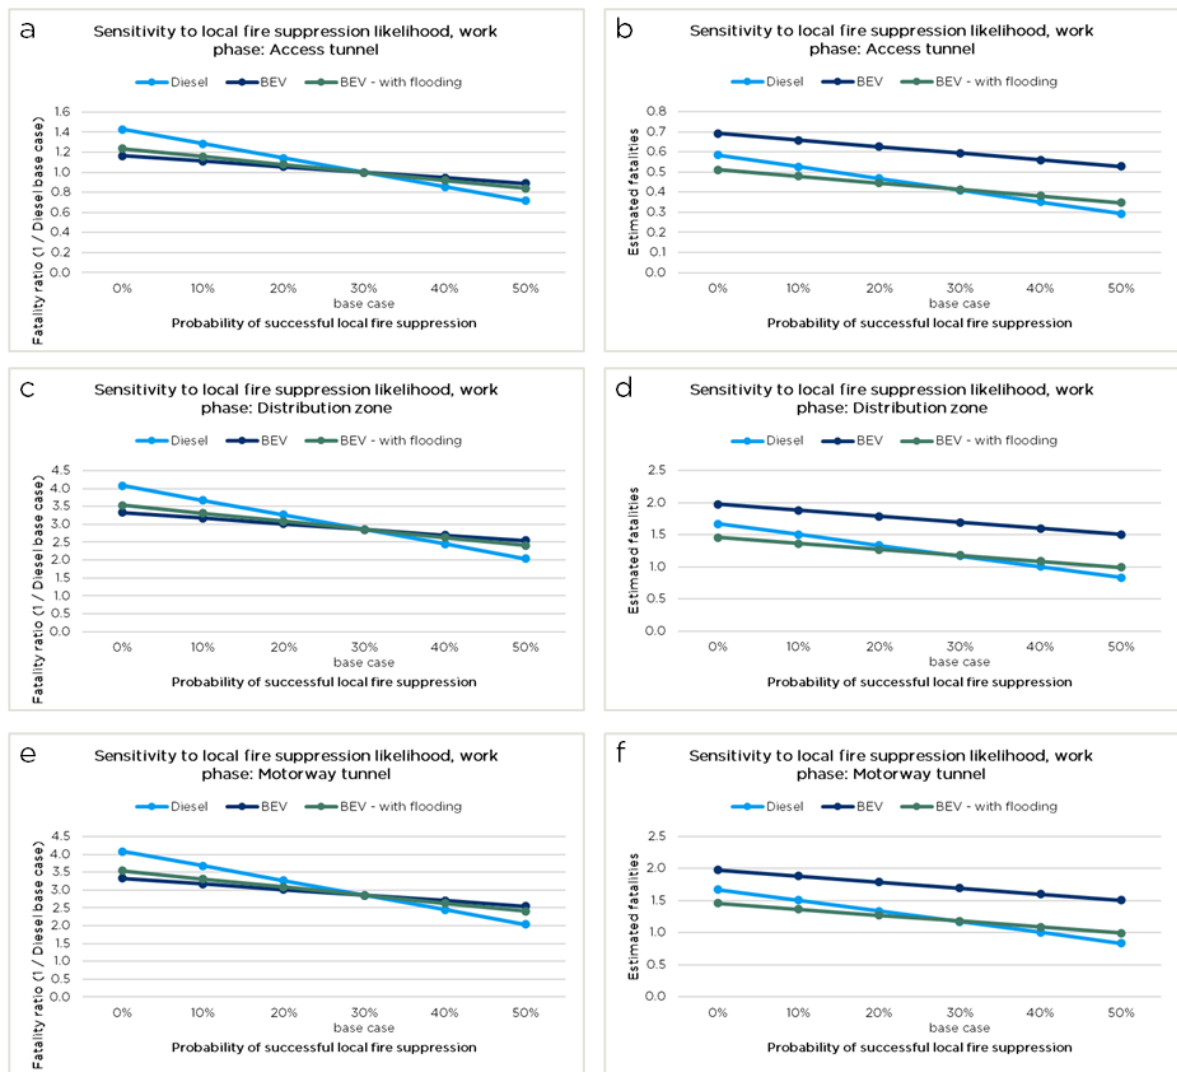 a
Sensitivity to local fire suppression likelihood, work
phase: Access tunnel
Diesel BEV BEV - with flooding
Fatality ratio (1 / Diesel base case)
1.6
1.4
1.2
1.0
0.8
0.6
0.4
0.2
0.0
0% 10% 20% 30% 40% 50%
base case
Probability of successful local fire suppression
b
Sensitivity to local fire suppression likelihood, work
phase: Access tunnel
Diesel BEV BEV - with flooding
Estimated fatalities
0.8
0.7
0.6
0.5
0.4
0.3
0.2
0.1
0.0
0% 10% 20% 30% 40% 50%
base case
Probability of successful local fire suppression
c
Sensitivity to local fire suppression likelihood, work
phase: Distribution zone
Diesel BEV BEV - with flooding
Fatality ratio (1 / Diesel base case)
4.5
4.0
3.5
3.0
2.5
2.0
1.5
1.0
0.5
0.0
0% 10% 20% 30% 40% 50%
base case
Probability of successful local fire suppression
d
Sensitivity to local fire suppression likelihood, work
phase: Distribution zone
Diesel BEV BEV - with flooding
Estimated fatalities
2.5
2.0
1.5
1.0
0.5
0.0
0% 10% 20% 30% 40% 50%
base case
Probability of successful local fire suppression
e
Sensitivity to local fire suppression likelihood, work
phase: Motorway tunnel
Diesel BEV BEV - with flooding
Fatality ratio (1 / Diesel base case)
4.5
4.0
3.5
3.0
2.5
2.0
1.5
1.0
0.5
0.0
0% 10% 20% 30% 40% 50%
base case
Probability of successful local fire suppression
f
Sensitivity to local fire suppression likelihood, work
phase: Motorway tunnel
Diesel BEV BEV - with flooding
Estimated fatalities
2.5
2.0
1.5
1.0
0.5
0.0
0% 10% 20% 30% 40% 50%
base case
Probability of successful local fire suppression